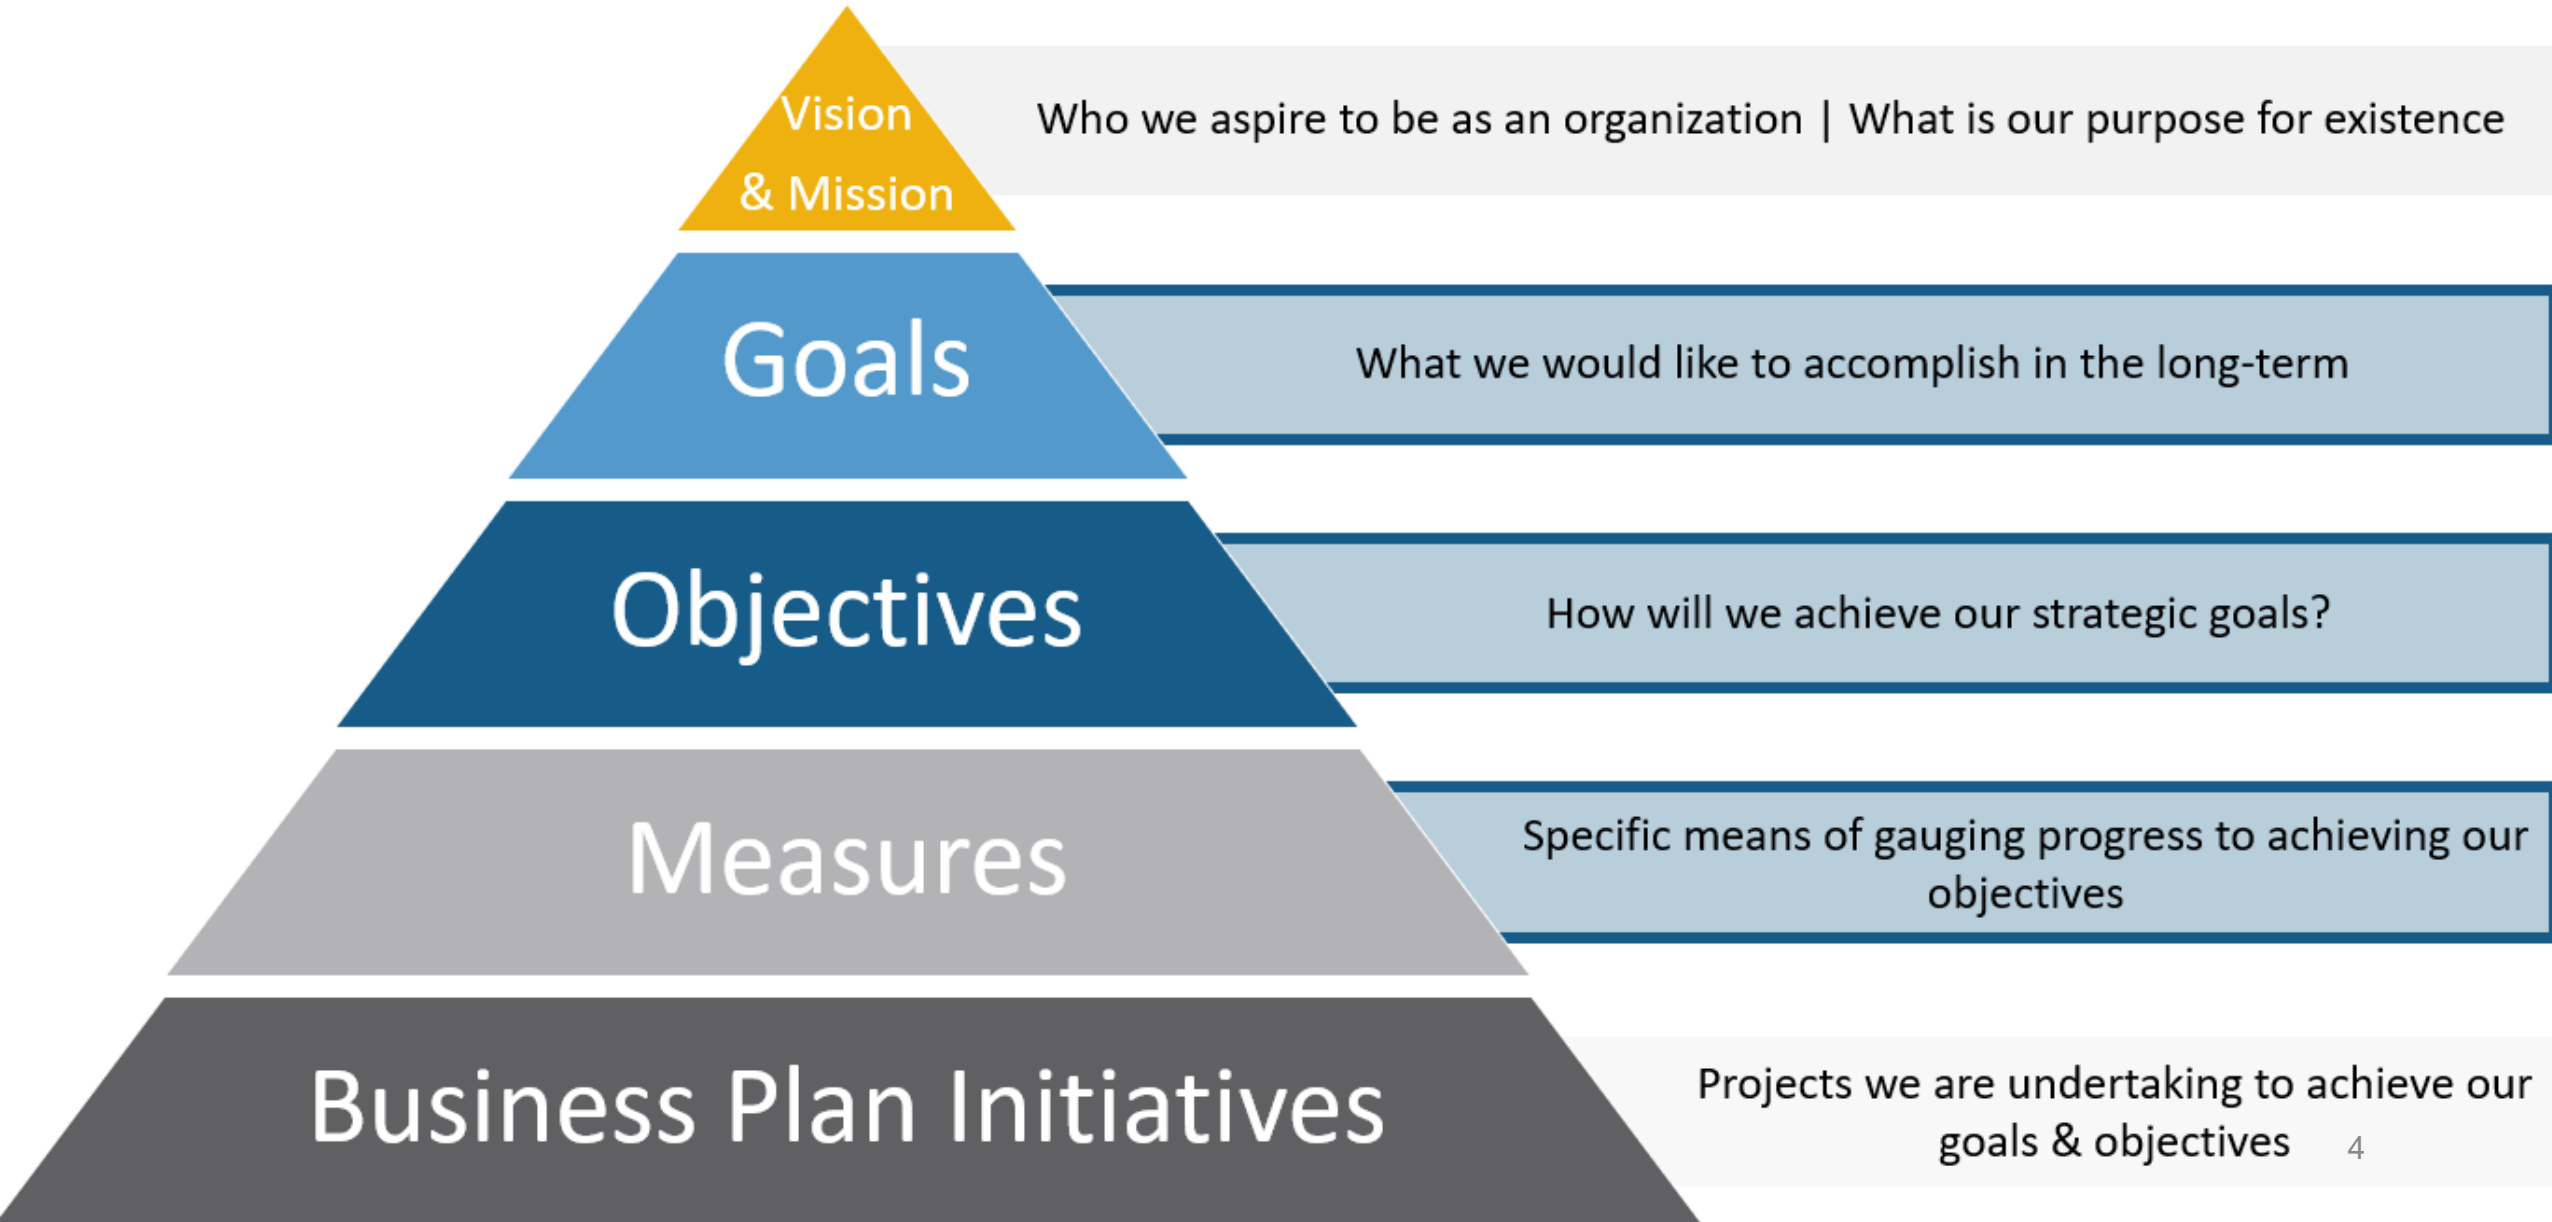 Vision
& Mission
Who we aspire to be as an organization | What is our purpose for existence
Goals
What we would like to accomplish in the long-term
Objectives
How will we achieve our strategic goals?
Measures
Specific means of gauging progress to achieving our
objectives
Business Plan Initiatives
Projects we are undertaking to achieve our
goals & objectives
4